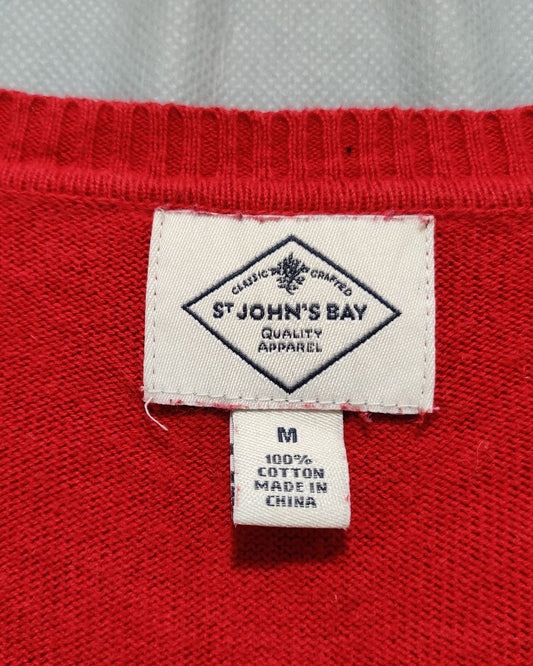 CLASSIC CRAFTED
ST JOHN'S BAY
QUALITY
APPAREL
M
100%
COTTON
MADE IN
CHINA